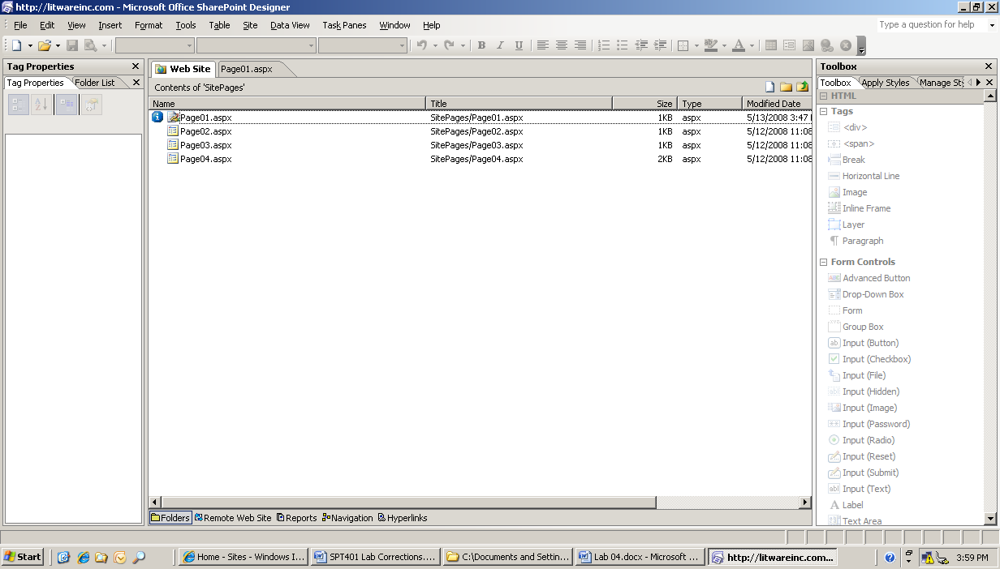 http://litwareinc.com - Microsoft Office SharePoint Designer
File Edit View Insert Format Tools Table Site Data View Task Panes Window Help
Type a question for help
B I U
Tag Properties
Tag Properties Folder List
Web Site Page01.aspx
Contents of 'SitePages'
Name Title Size Type Modified Date
Page01.aspx SitePages/Page01.aspx 1KB aspx 5/13/2008 3:47
Page02.aspx SitePages/Page02.aspx 1KB aspx 5/12/2008 11:08
Page03.aspx SitePages/Page03.aspx 1KB aspx 5/12/2008 11:08
Page04.aspx SitePages/Page04.aspx 2KB aspx 5/12/2008 11:08
Folders Remote Web Site Reports Navigation Hyperlinks
Toolbox
Toolbox Apply Styles Manage St
HTML
Tags
<div>
<span>
Break
Horizontal Line
Image
Inline Frame
Layer
Paragraph
Form Controls
Advanced Button
Drop-Down Box
Form
Group Box
Input (Button)
Input (Checkbox)
Input (File)
Input (Hidden)
Input (Image)
Input (Password)
Input (Radio)
Input (Reset)
Input (Submit)
Input (Text)
Label
Text Area
Start Home - Sites - Windows I... SPT401 Lab Corrections.... C:\Documents and Settin... Lab 04.docx - Microsoft ... http://litwareinc.com... 3:59 PM